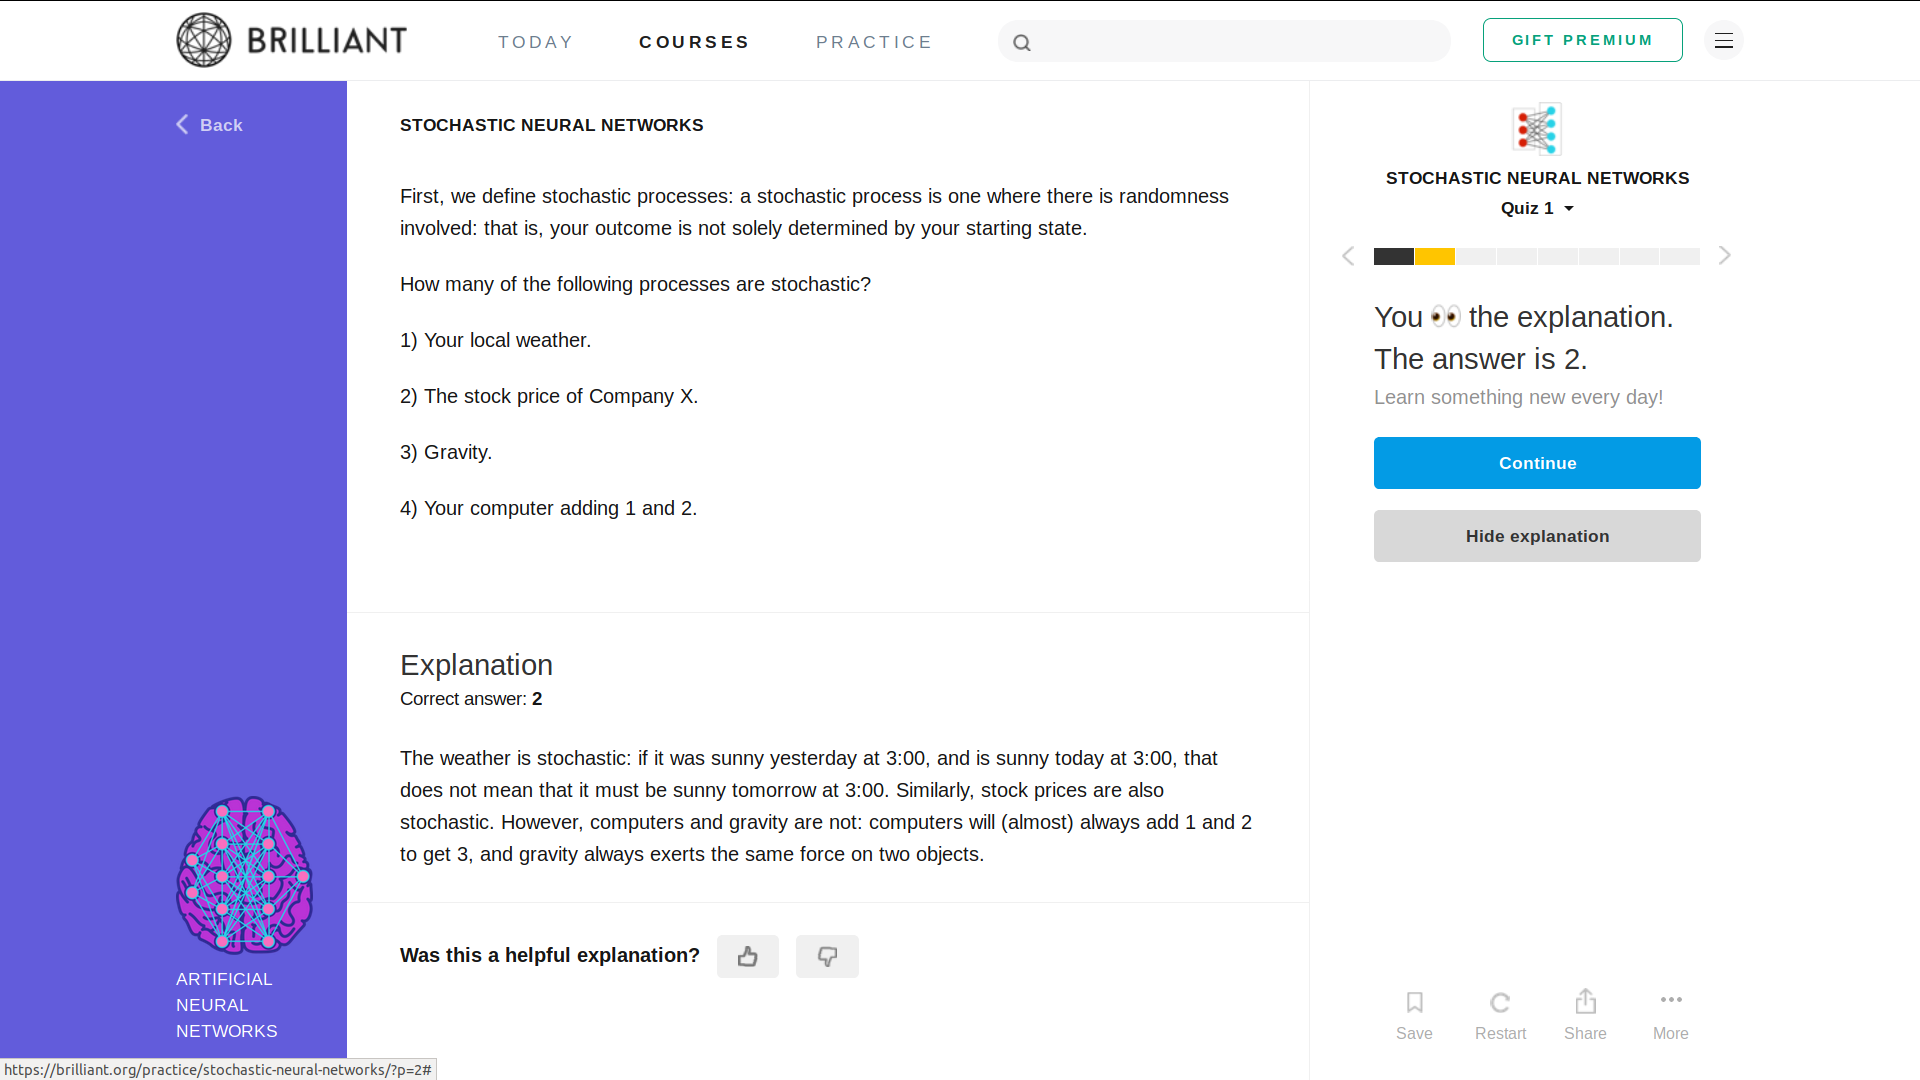 BRILLIANT
TODAY
COURSES
PRACTICE
GIFT PREMIUM
Back
STOCHASTIC NEURAL NETWORKS
First, we define stochastic processes: a stochastic process is one where there is randomness
involved: that is, your outcome is not solely determined by your starting state.
How many of the following processes are stochastic?
1) Your local weather.
2) The stock price of Company X.
3) Gravity.
4) Your computer adding 1 and 2.
Explanation
Correct answer: 2
The weather is stochastic: if it was sunny yesterday at 3:00, and is sunny today at 3:00, that
does not mean that it must be sunny tomorrow at 3:00. Similarly, stock prices are also
stochastic. However, computers and gravity are not: computers will (almost) always add 1 and 2
to get 3, and gravity always exerts the same force on two objects.
Was this a helpful explanation?
STOCHASTIC NEURAL NETWORKS
Quiz 1
You 👀 the explanation.
The answer is 2.
Learn something new every day!
Continue
Hide explanation
Save
Restart
Share
More
ARTIFICIAL
NEURAL
NETWORKS
https://brilliant.org/practice/stochastic-neural-networks/?p=2#